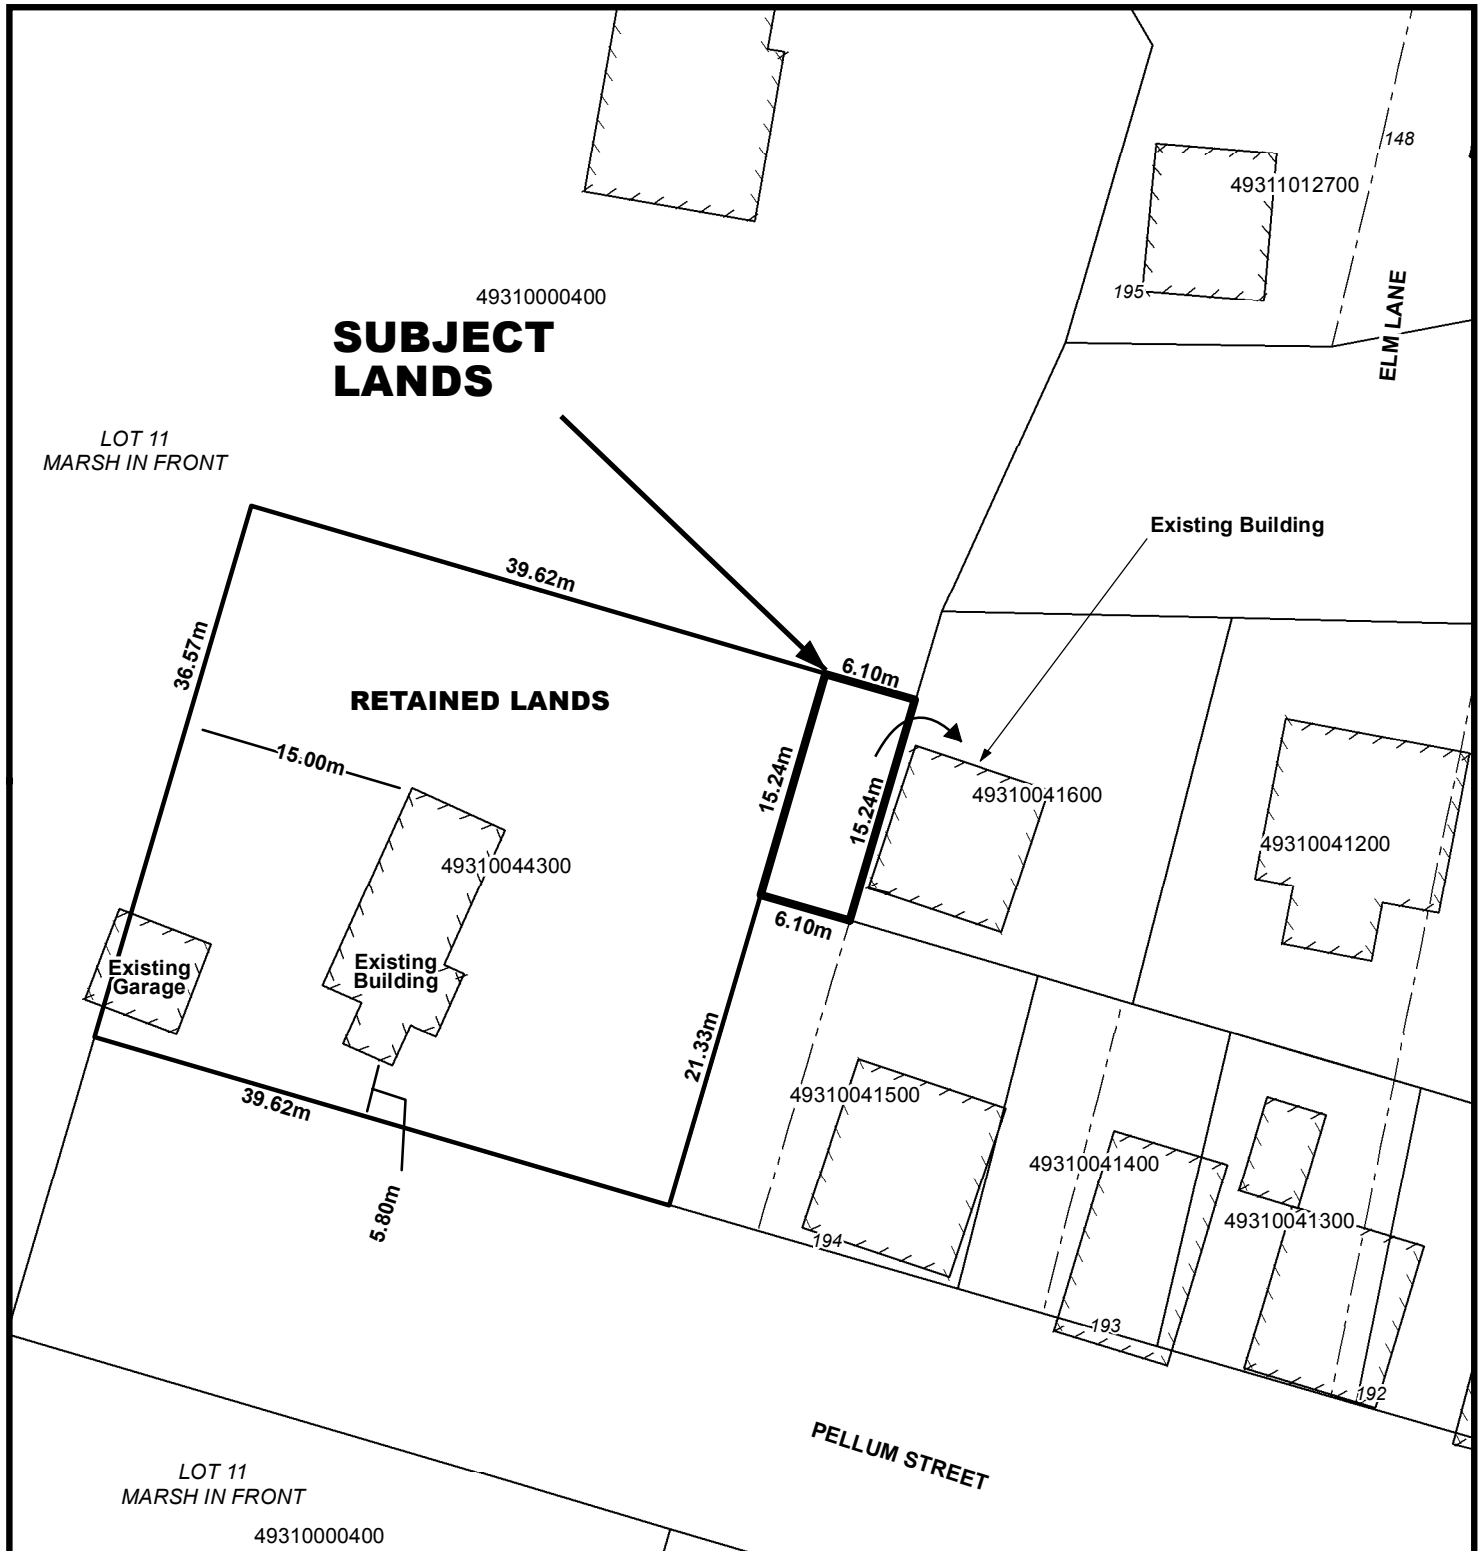 148
49311012700
195
ELM LANE
49310000400
SUBJECT
LANDS
LOT 11
MARSH IN FRONT
Existing Building
39.62m
36.57m
6.10m
RETAINED LANDS
15.00m
15.24m
15.24m
49310041600
49310041200
49310044300
6.10m
Existing
Garage
Existing
Building
21.33m
39.62m
49310041500
5.80m
49310041400
49310041300
194
193
192
PELLUM STREET
LOT 11
MARSH IN FRONT
49310000400